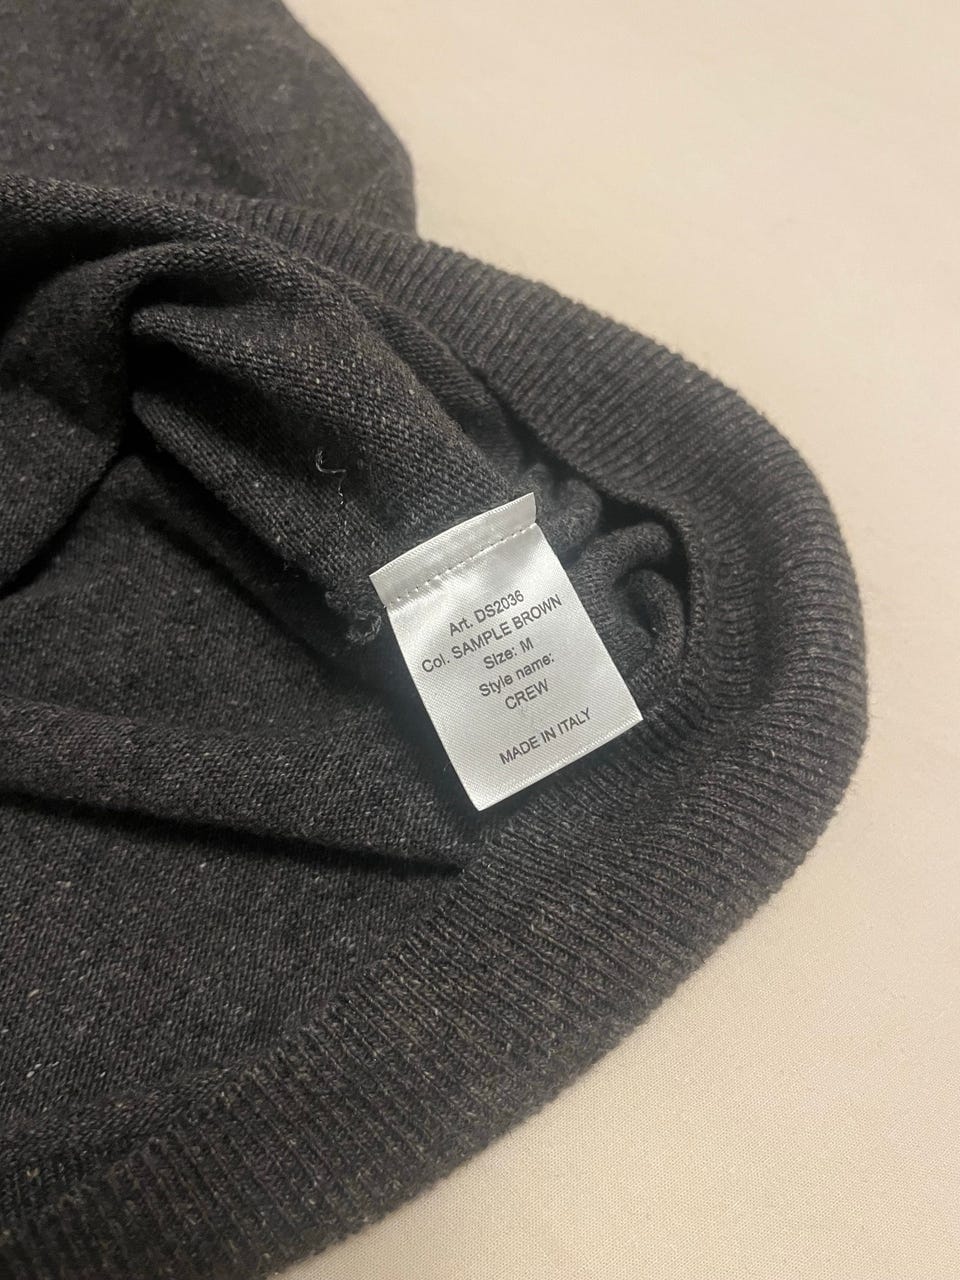 Art. DS2036
Col. SAMPLE BROWN
Size: M
Style name:
CREW
MADE IN ITALY